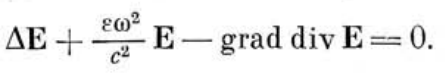 ΔE + εω²/c² E — grad div E = 0.